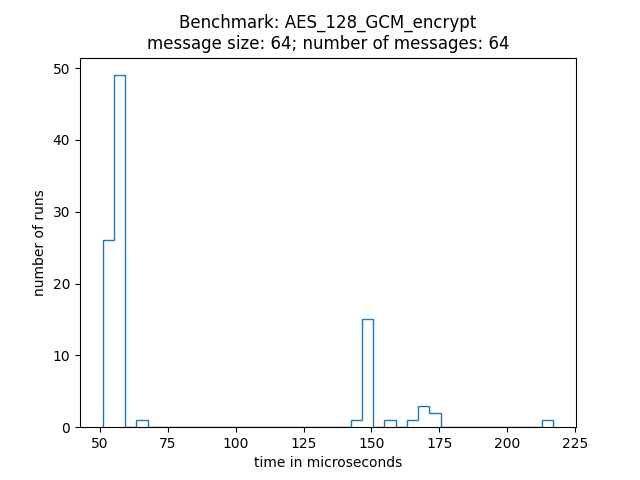 Benchmark: AES_128_GCM_encrypt
message size: 64; number of messages: 64
50
40
30
20
10
0
number of runs
50 75 100 125 150 175 200 225
time in microseconds